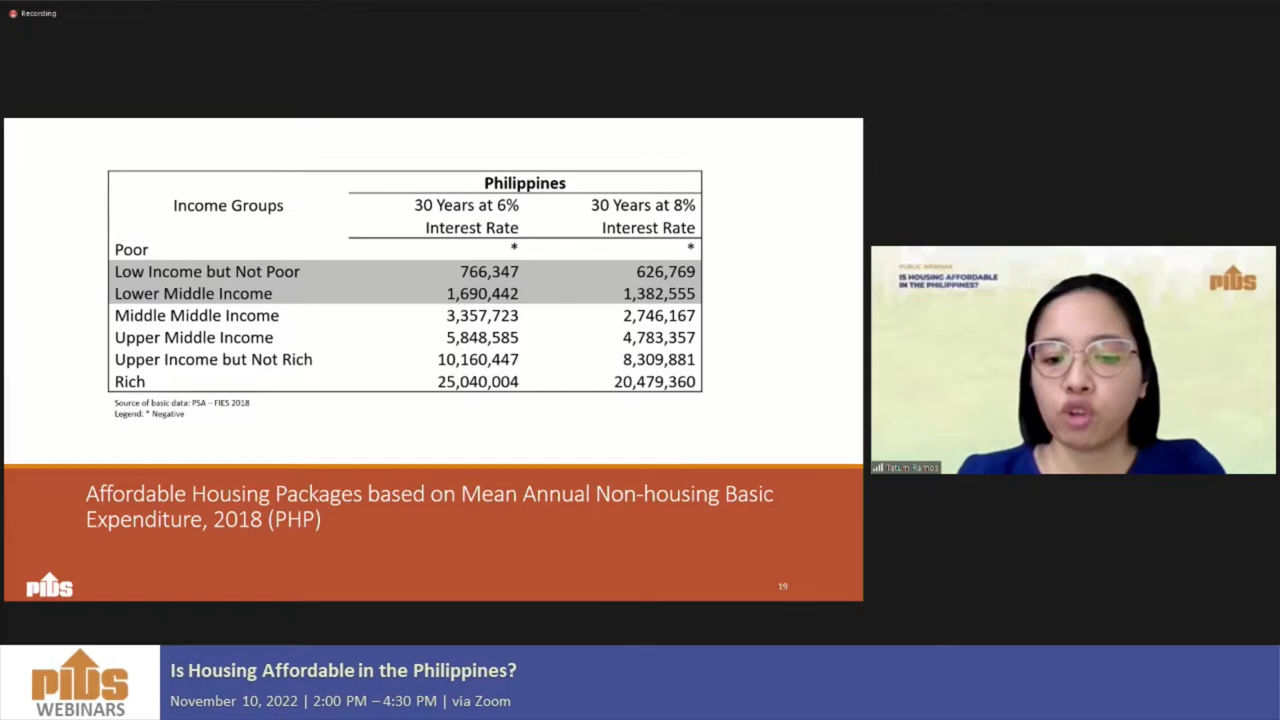 Recording
Philippines
Income Groups 30 Years at 6% 30 Years at 8%
Interest Rate Interest Rate
Poor * *
Low Income but Not Poor 766,347 626,769
Lower Middle Income 1,690,442 1,382,555
Middle Middle Income 3,357,723 2,746,167
Upper Middle Income 5,848,585 4,783,357
Upper Income but Not Rich 10,160,447 8,309,881
Rich 25,040,004 20,479,360
Source of basic data: PSA – FIES 2018
Legend: * Negative
Affordable Housing Packages based on Mean Annual Non-housing Basic
Expenditure, 2018 (PHP)
PIDS
19
PUBLIC WEBINAR
IS HOUSING AFFORDABLE
IN THE PHILIPPINES?
PIDS
Tatum Ramos
PIDS
WEBINARS
Is Housing Affordable in the Philippines?
November 10, 2022 | 2:00 PM – 4:30 PM | via Zoom